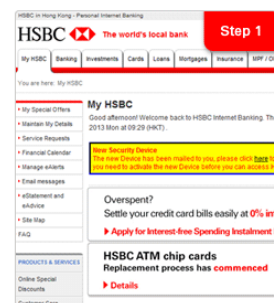 HSBC in Hong Kong - Personal Internet Banking
HSBC The world's local bank
Step 1
My HSBC Banking Investments Cards Loans Mortgages Insurance MPF / O
You are here: My HSBC
My Special Offers
Maintain My Details
Service Requests
Financial Calendar
Manage eAlerts
Email messages
eStatement and
eAdvice
Site Map
FAQ
PRODUCTS & SERVICES
Online Special
Discounts
My HSBC
Good afternoon! Welcome back to HSBC Internet Banking. Th
2013 Mon at 09:29 (HKT).
New Security Device
The new Device has been mailed to you, please click here to
you need to activate the new Device before you can access
Overspent?
Settle your credit card bills easily at 0% in
Apply for Interest-free Spending Instalment
HSBC ATM chip cards
Replacement process has commenced
Details